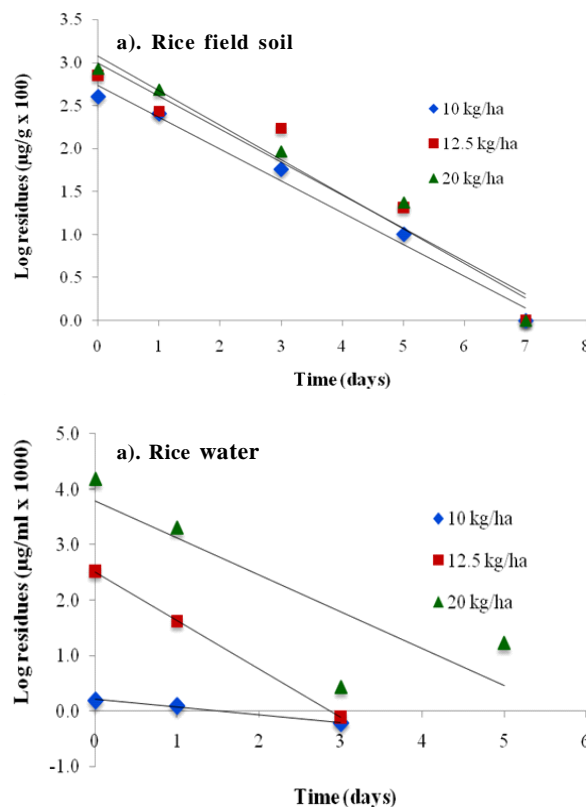 a). Rice field soil
Log residues (µg/g x 100)
3.5
3.0
2.5
2.0
1.5
1.0
0.5
0.0
10 kg/ha
12.5 kg/ha
20 kg/ha
0 1 2 3 4 5 6 7 8
Time (days)
a). Rice water
Log residues (µg/ml x 1000)
5.0
4.0
3.0
2.0
1.0
0.0
-1.0
10 kg/ha
12.5 kg/ha
20 kg/ha
0 1 2 3 4 5 6
Time (days)